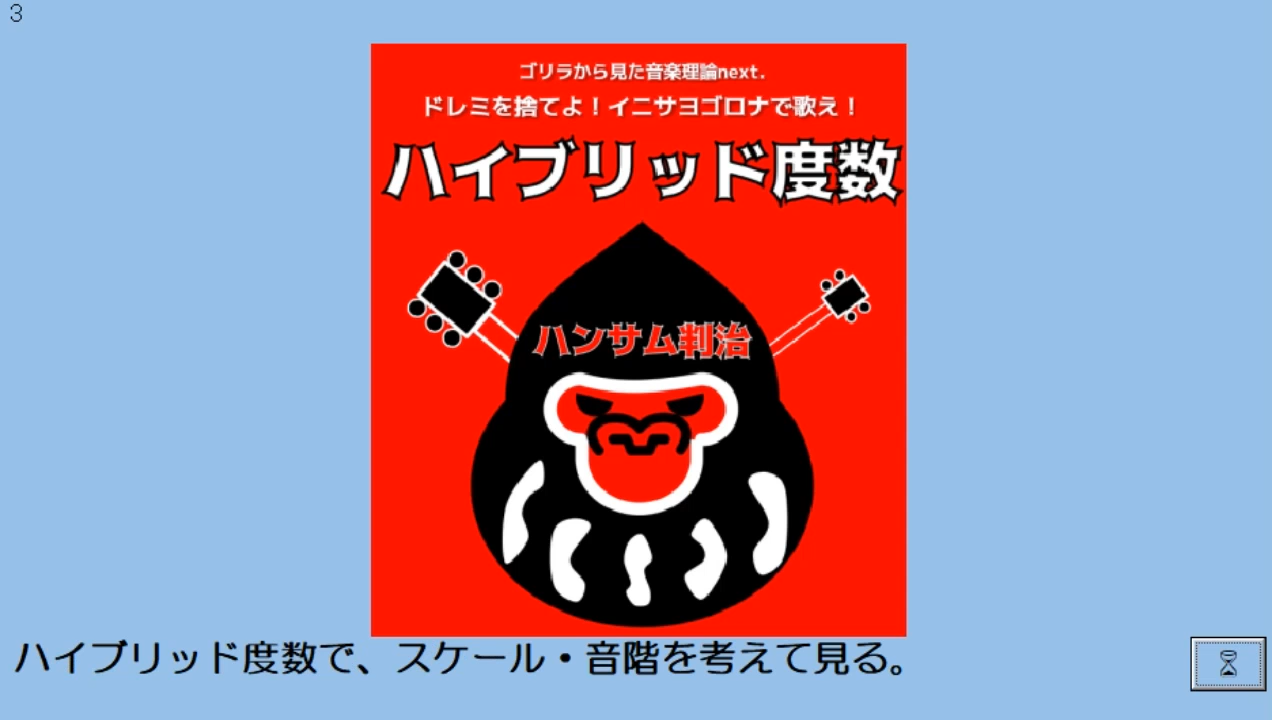 3
ゴリラから見た音楽理論next.
ドレミを捨てよ！イニサヨゴロナで歌え！
ハイブリッド度数
ハンサム判治
ハイブリッド度数で、スケール・音階を考えて見る。